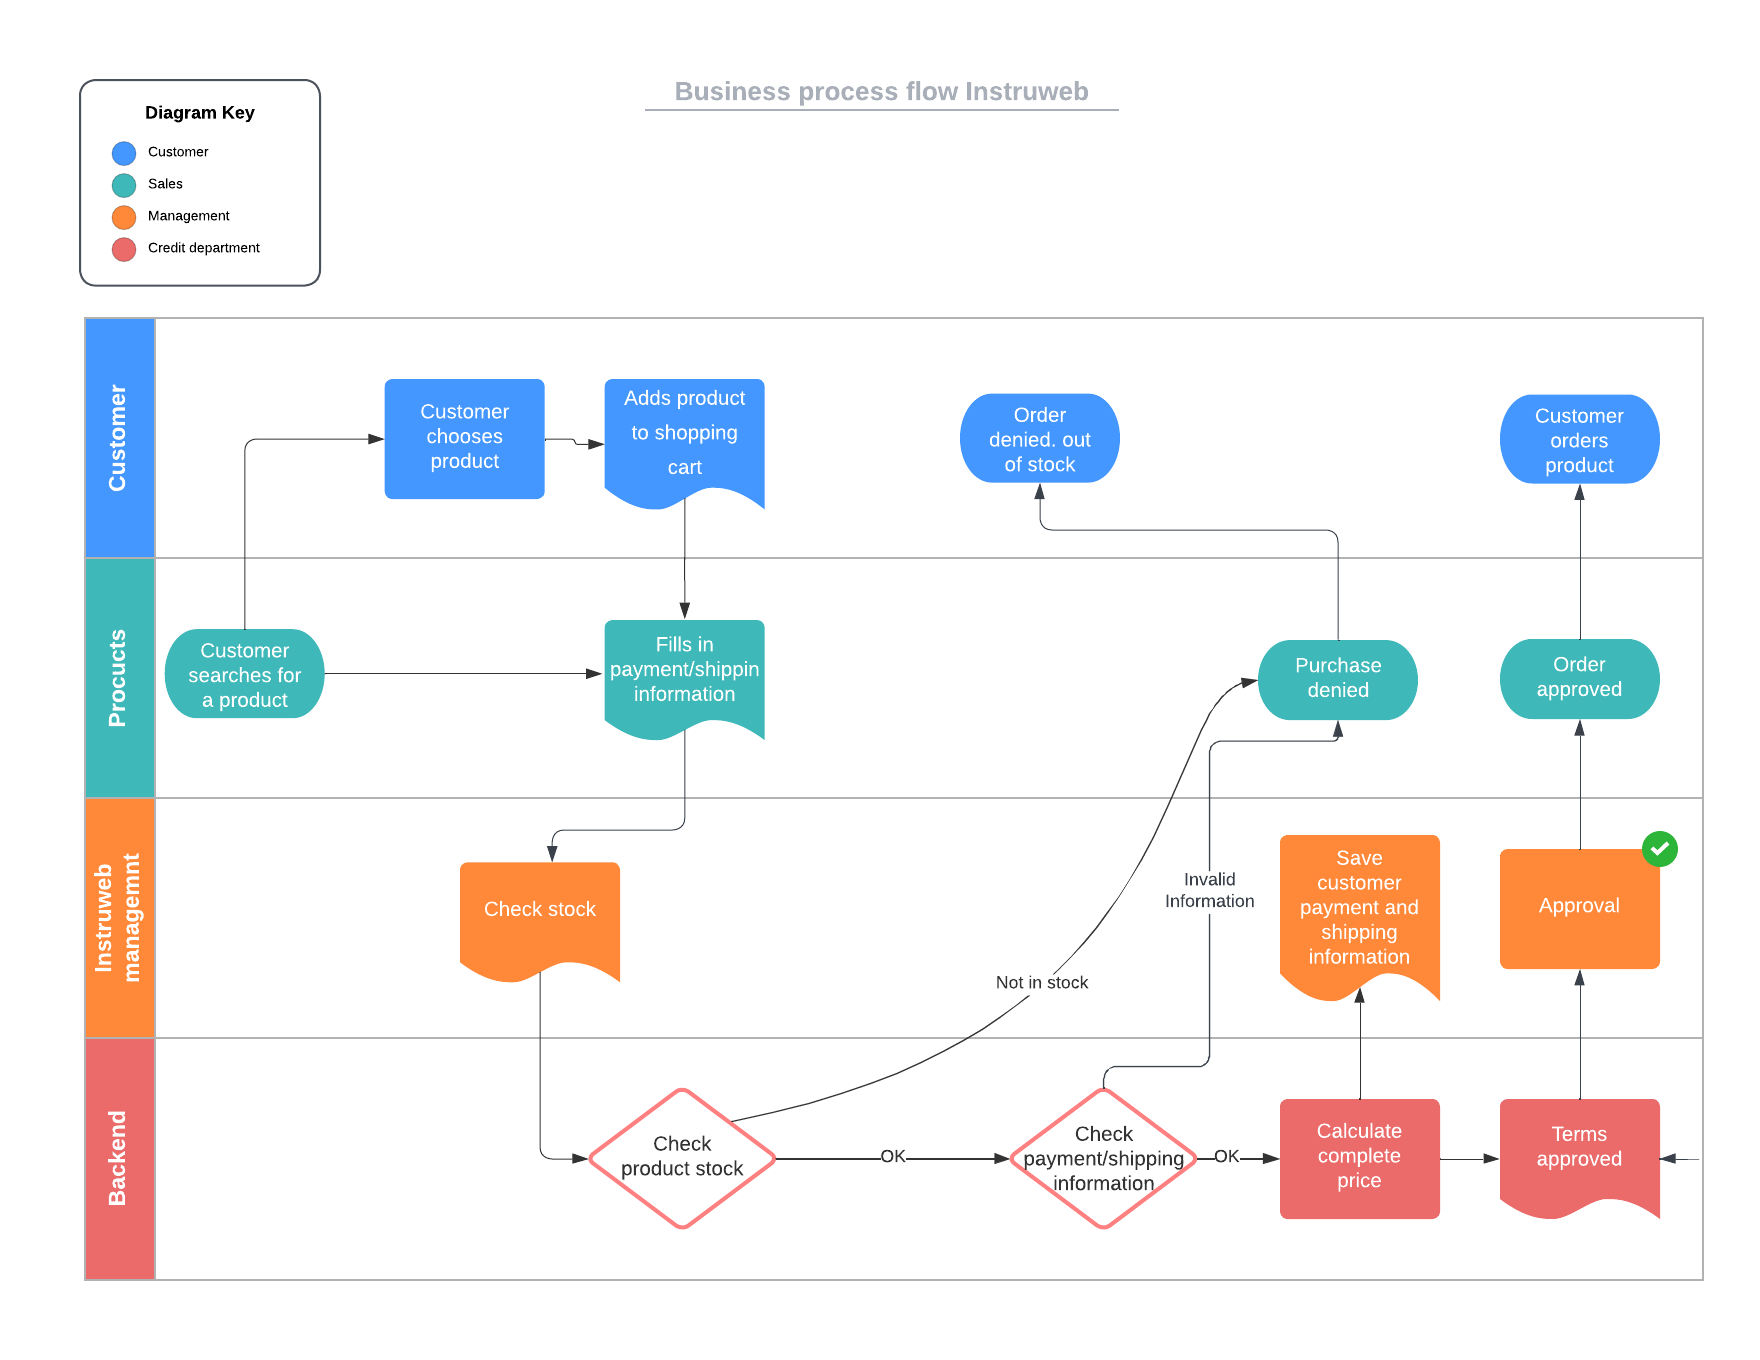 Business process flow Instruweb
Diagram Key
Customer
Sales
Management
Credit department
Customer
Customer
chooses
product
Adds product
to shopping
cart
Order
denied. out
of stock
Customer
orders
product
Procucts
Customer
searches for
a product
Fills in
payment/shippin
information
Purchase
denied
Order
approved
Instruweb
managemnt
Check stock
Not in stock
Invalid
Information
Save
customer
payment and
shipping
information
Approval
Backend
Check
product stock
OK
Check
payment/shipping
information
OK
Calculate
complete
price
Terms
approved